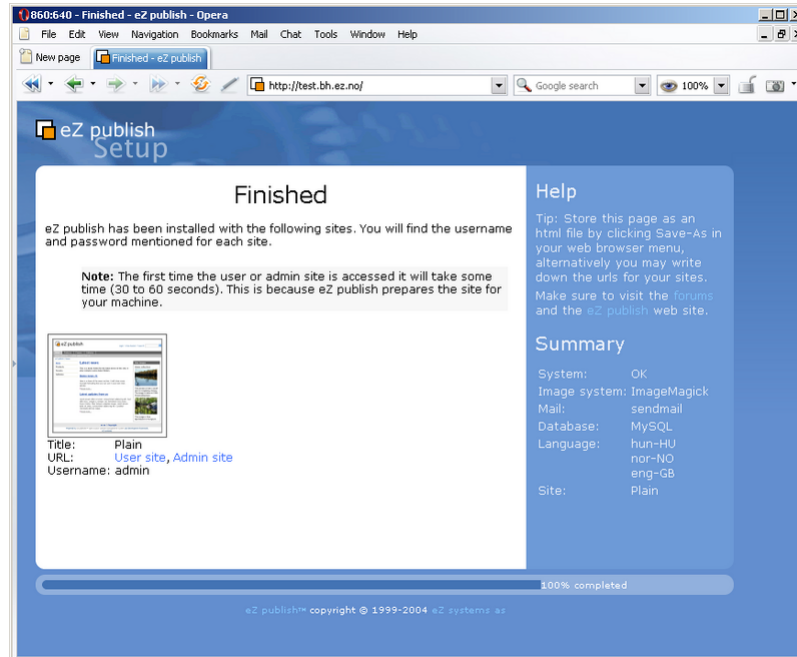 860:640 - Finished - eZ publish - Opera
File Edit View Navigation Bookmarks Mail Chat Tools Window Help
New page Finished - eZ publish
http://test.bh.ez.no/ Google search 100%
eZ publish
Setup
Finished
eZ publish has been installed with the following sites. You will find the username
and password mentioned for each site.
Note: The first time the user or admin site is accessed it will take some
time (30 to 60 seconds). This is because eZ publish prepares the site for
your machine.
Title: Plain
URL: User site, Admin site
Username: admin
Help
Tip: Store this page as an
html file by clicking Save-As in
your web browser menu,
alternatively you may write
down the urls for your sites.
Make sure to visit the forums
and the eZ publish web site.
Summary
System: OK
Image system: ImageMagick
Mail: sendmail
Database: MySQL
Language: hun-HU
nor-NO
eng-GB
Site: Plain
100% completed
eZ publish™ copyright © 1999-2004 eZ systems as